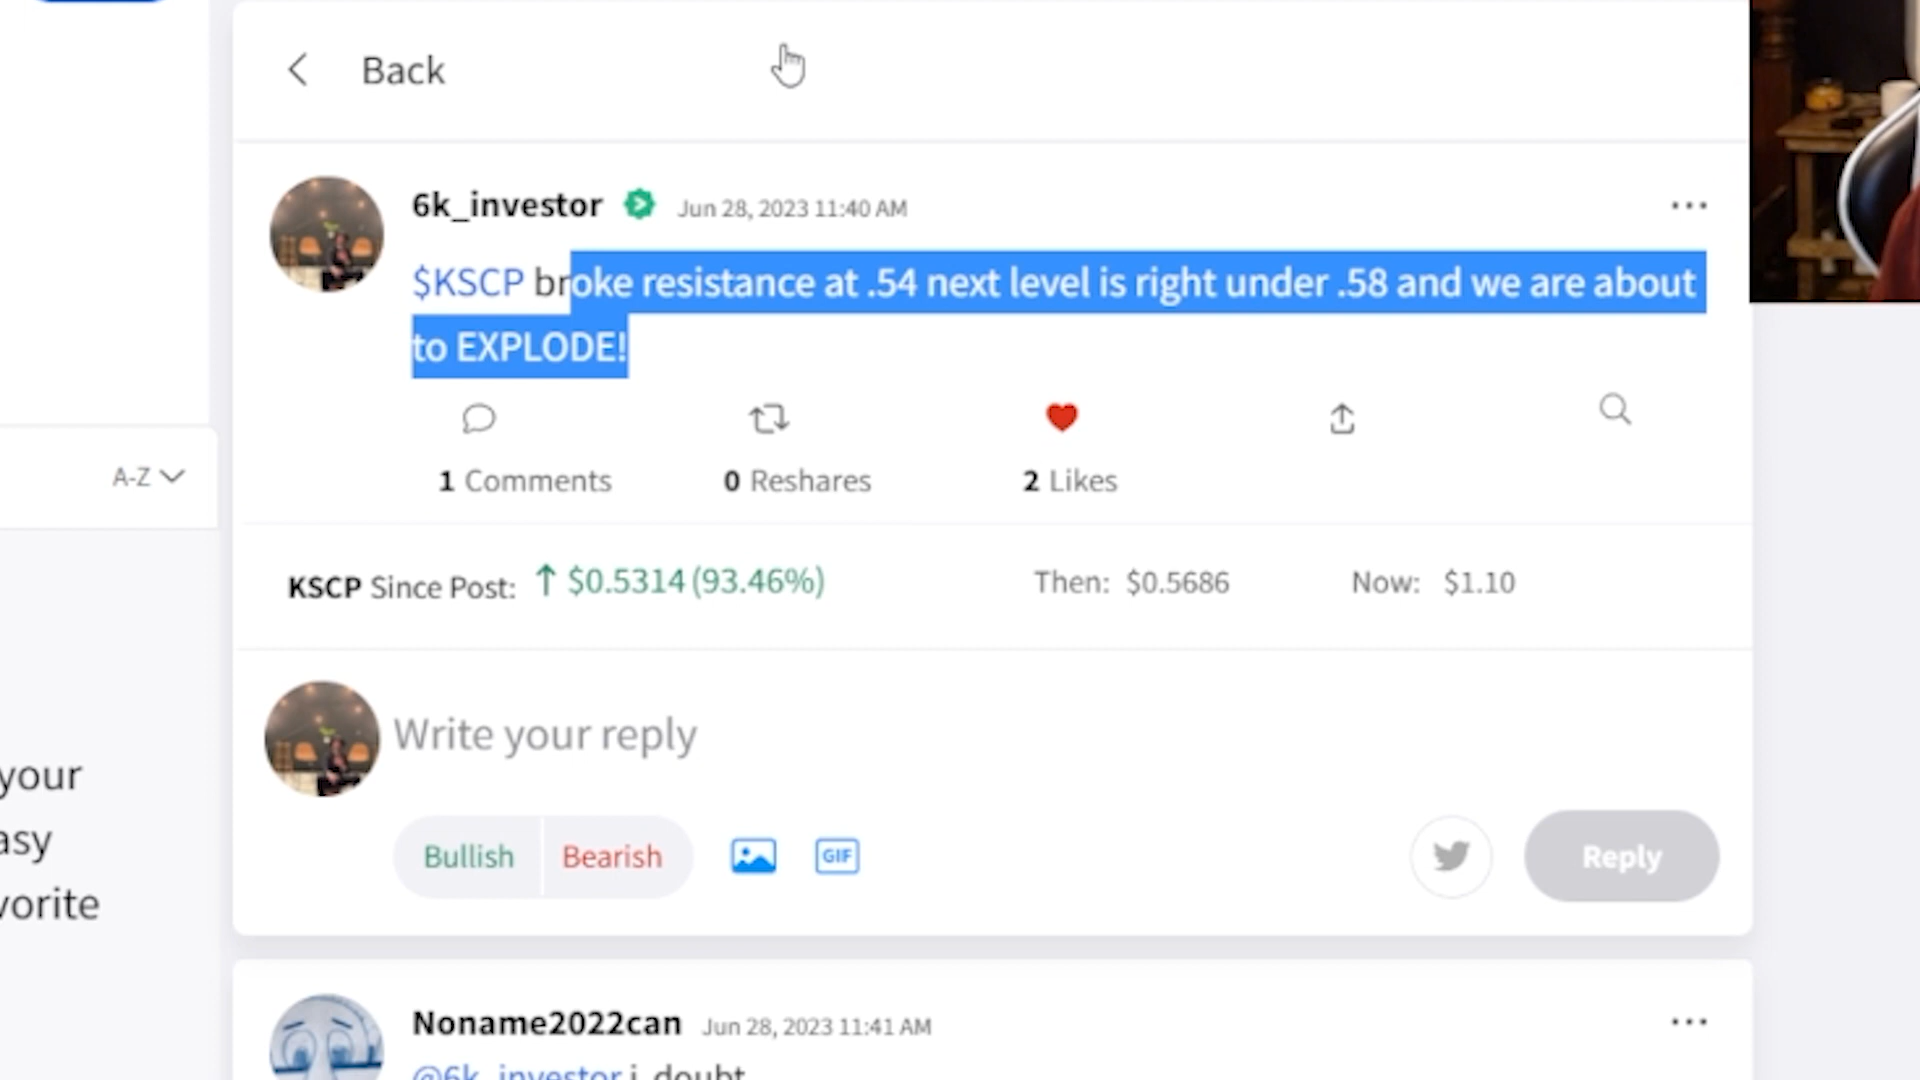 Back
6k_investor Jun 28, 2023 11:40 AM
$KSCP broke resistance at .54 next level is right under .58 and we are about
to EXPLODE!
1 Comments 0 Reshares 2 Likes
A-Z
KSCP Since Post: ↑ $0.5314 (93.46%) Then: $0.5686 Now: $1.10
Write your reply
your
asy
vorite
Bullish Bearish GIF Reply
Noname2022can Jun 28, 2023 11:41 AM
@6k_investor i doubt